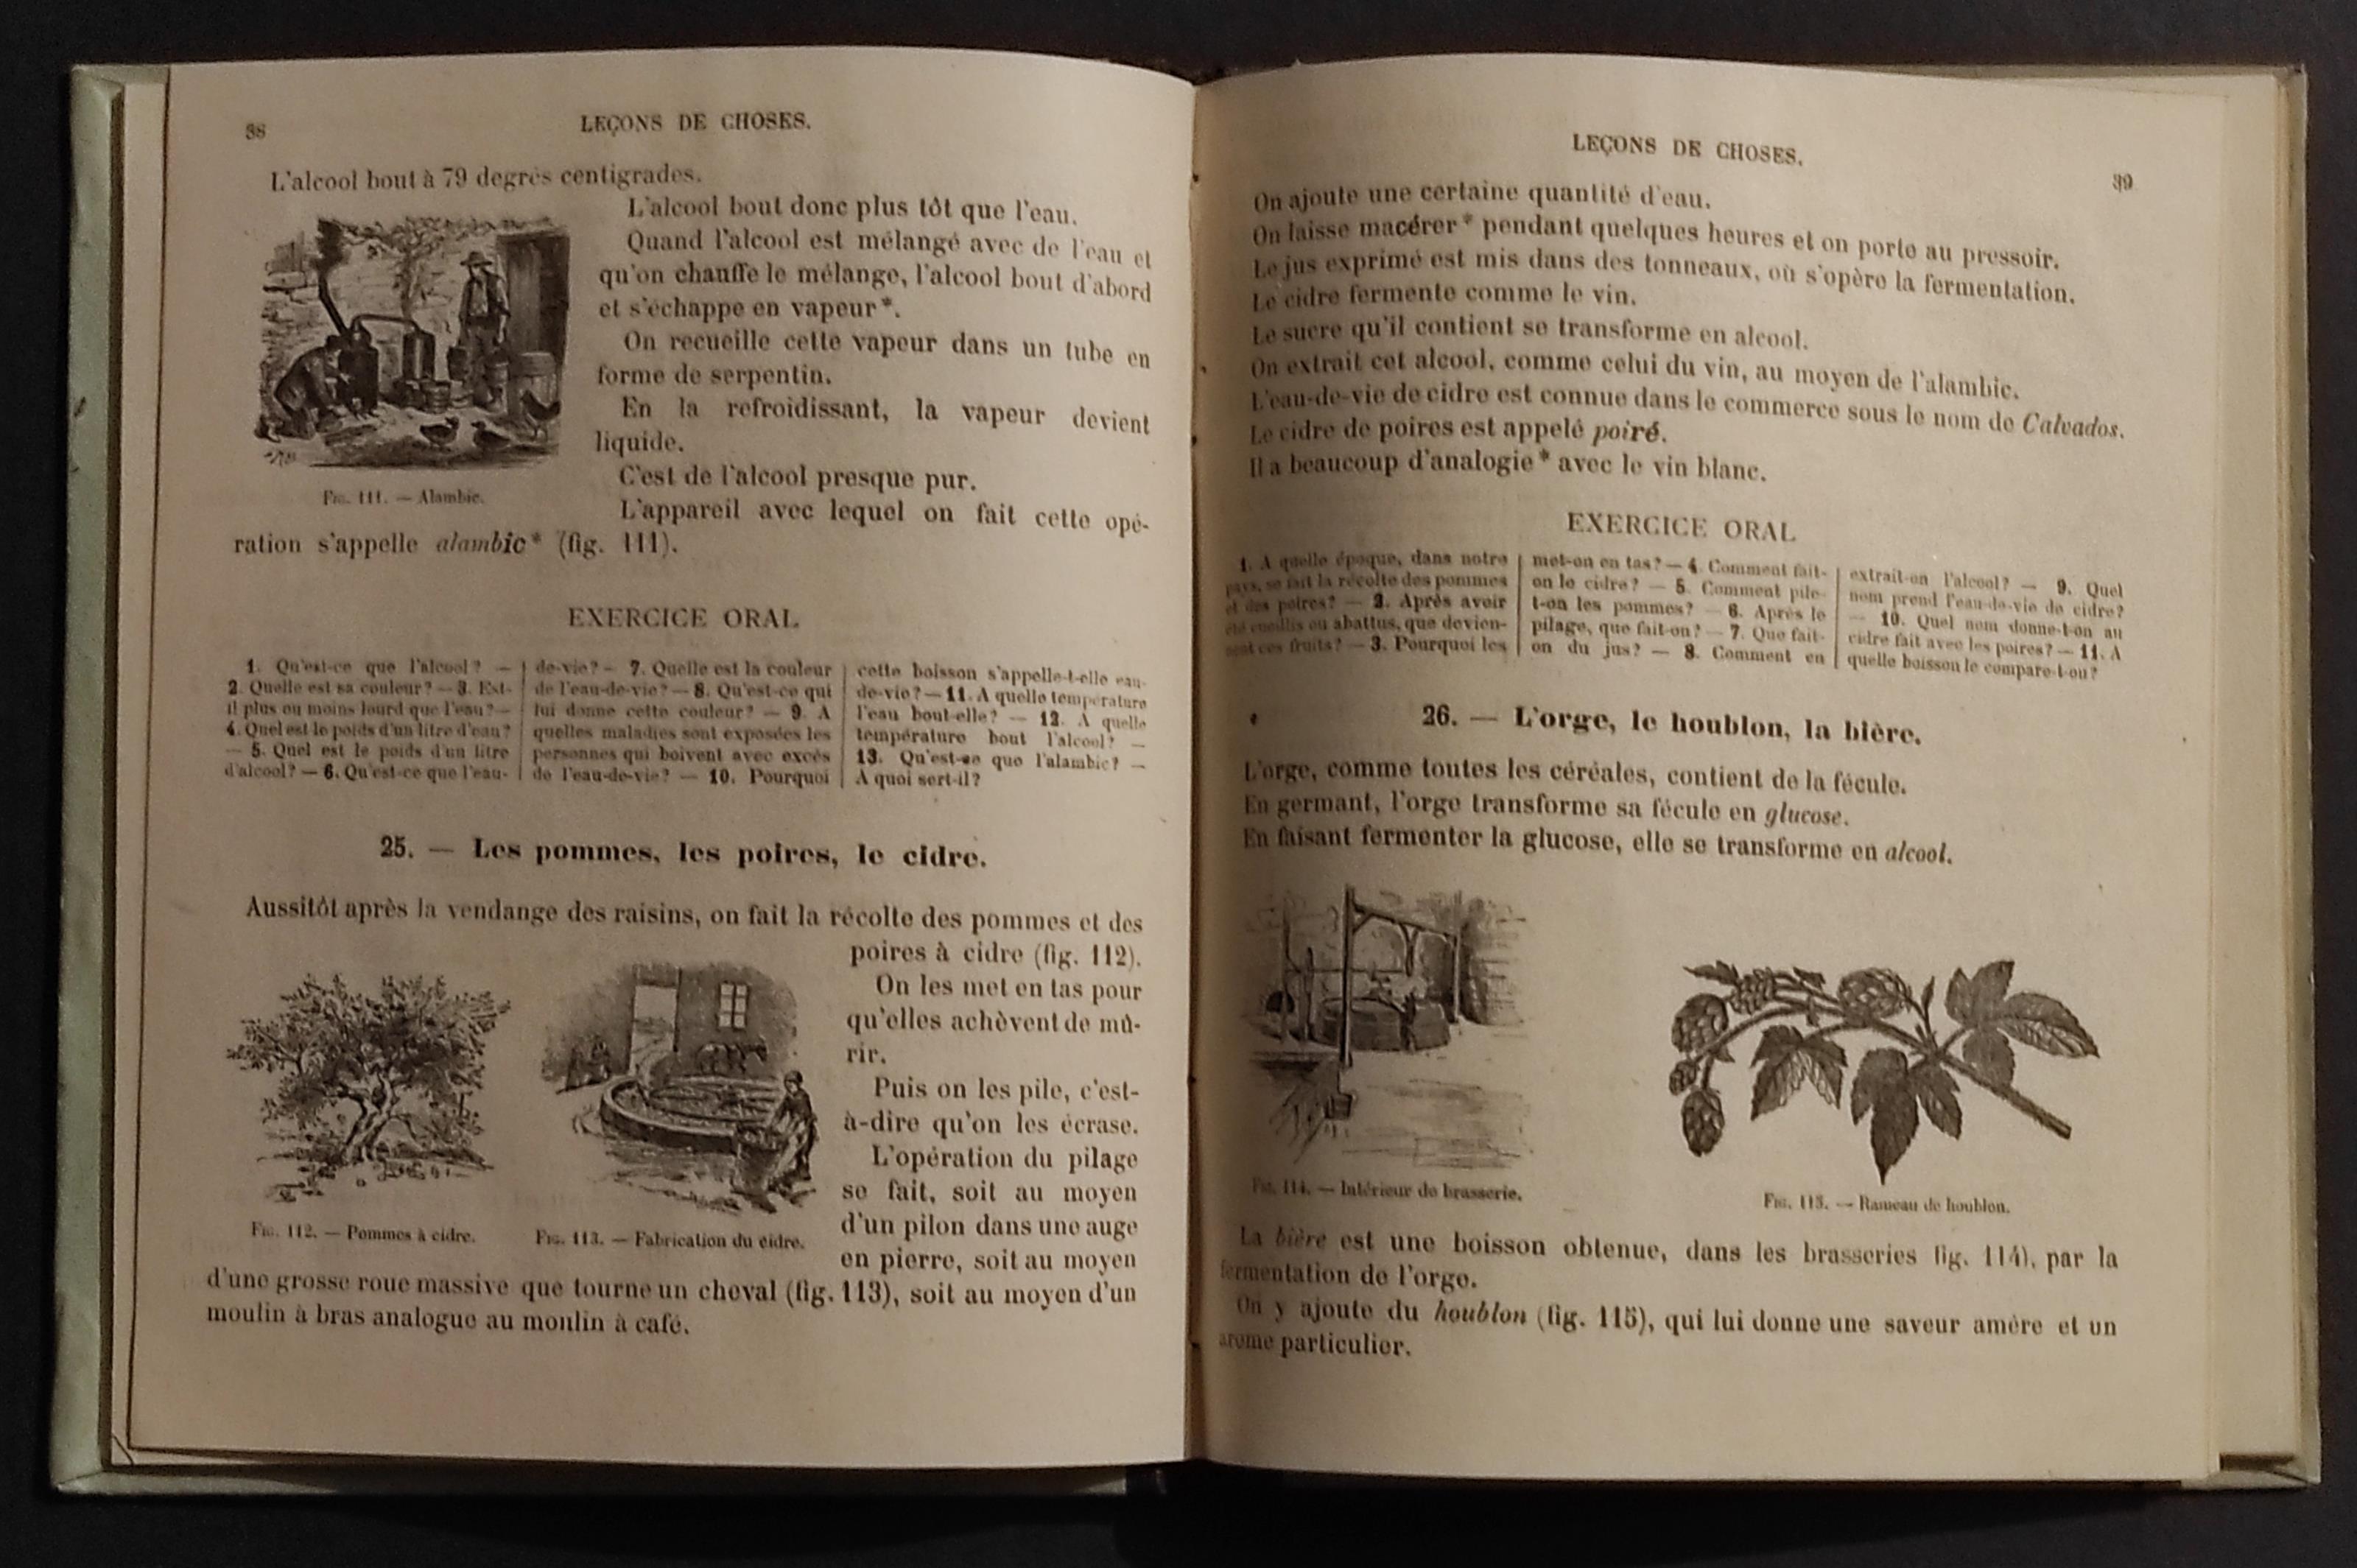 38
LEÇONS DE CHOSES.
L'alcool bout à 79 degrés centigrades.
L'alcool bout donc plus tôt que l'eau.
Quand l'alcool est mélangé avec de l'eau et
qu'on chauffe le mélange, l'alcool bout d'abord
et s'échappe en vapeur*.
On recueille cette vapeur dans un tube en
forme de serpentin.
En la refroidissant, la vapeur devient
liquide.
C'est de l'alcool presque pur.
L'appareil avec lequel on fait cette opé-
ration s'appelle alambic* (fig. 111).
FIG. 111. — Alambic.
EXERCICE ORAL
1. Qu'est-ce que l'alcool? —
2. Quelle est sa couleur? — 3. Est-
il plus ou moins lourd que l'eau? —
4. Quel est le poids d'un litre d'eau?
— 5. Quel est le poids d'un litre
d'alcool? — 6. Qu'est-ce que l'eau-
de-vie? — 7. Quelle est la couleur
de l'eau-de-vie? — 8. Qu'est-ce qui
lui donne cette couleur? — 9. A
quelles maladies sont exposées les
personnes qui boivent avec excès
de l'eau-de-vie? — 10. Pourquoi
cette boisson s'appelle-t-elle eau-
de-vie? — 11. A quelle température
l'eau bout-elle? — 12. A quelle
température bout l'alcool? —
13. Qu'est-ce que l'alambic? —
A quoi sert-il?
25. — Les pommes, les poires, le cidre.
Aussitôt après la vendange des raisins, on fait la récolte des pommes et des
poires à cidre (fig. 112).
On les met en tas pour
qu'elles achèvent de mû-
rir.
Puis on les pile, c'est-
à-dire qu'on les écrase.
L'opération du pilage
se fait, soit au moyen
d'un pilon dans une auge
en pierre, soit au moyen
d'une grosse roue massive que tourne un cheval (fig. 113), soit au moyen d'un
moulin à bras analogue au moulin à café.
FIG. 112. — Pommes à cidre.
FIG. 113. — Fabrication du cidre.
LEÇONS DE CHOSES.
39
On ajoute une certaine quantité d'eau.
On laisse macérer* pendant quelques heures et on porte au pressoir.
Le jus exprimé est mis dans des tonneaux, où s'opère la fermentation.
Le cidre fermente comme le vin.
Le sucre qu'il contient se transforme en alcool.
On extrait cet alcool, comme celui du vin, au moyen de l'alambic.
L'eau-de-vie de cidre est connue dans le commerce sous le nom de Calvados.
Le cidre de poires est appelé poiré.
Il a beaucoup d'analogie* avec le vin blanc.
EXERCICE ORAL
1. A quelle époque, dans notre
pays, se fait la récolte des pommes
et des poires? — 2. Après avoir
été cueillis ou abattus, que devien-
nent ces fruits? — 3. Pourquoi les
met-on en tas? — 4. Comment fait-
on le cidre? — 5. Comment pile-
t-on les pommes? — 6. Après le
pilage, que fait-on? — 7. Que fait-
on du jus? — 8. Comment en
extrait-on l'alcool? — 9. Quel
nom prend l'eau-de-vie de cidre?
— 10. Quel nom donne-t-on au
cidre fait avec les poires? — 11. A
quelle boisson le compare-t-on?
26. — L'orge, le houblon, la bière.
L'orge, comme toutes les céréales, contient de la fécule.
En germant, l'orge transforme sa fécule en glucose.
En faisant fermenter la glucose, elle se transforme en alcool.
FIG. 114. — Intérieur de brasserie.
FIG. 115. — Rameau de houblon.
La bière est une boisson obtenue, dans les brasseries fig. 114), par la
fermentation de l'orge.
On y ajoute du houblon (fig. 115), qui lui donne une saveur amère et un
arome particulier.